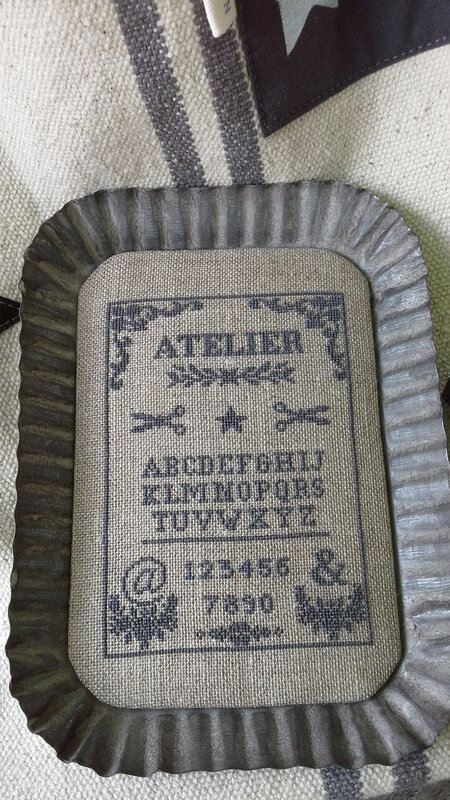 ATELIER
ABCDEFGHIJ
KLMNOPQRS
TUVWXYZ
@ 123456 &
7890